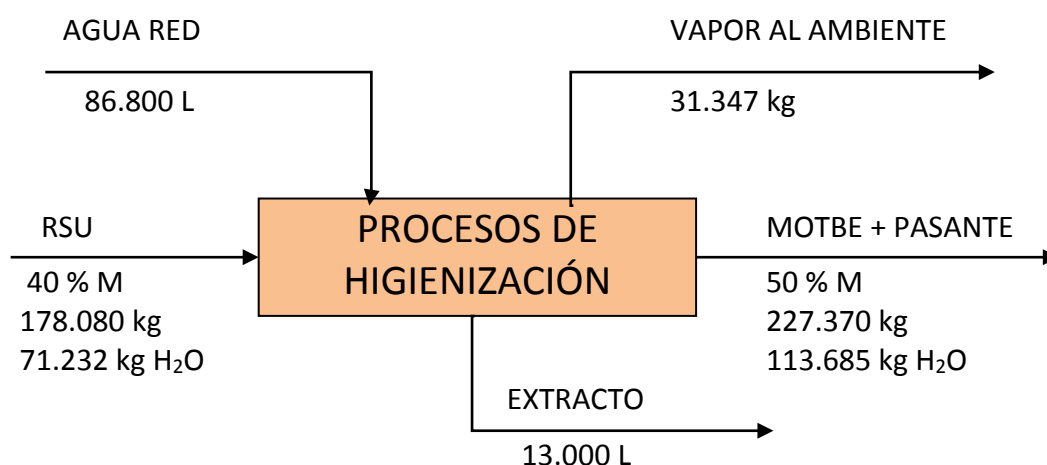 AGUA RED
86.800 L
VAPOR AL AMBIENTE
31.347 kg
RSU
40 % M
178.080 kg
71.232 kg H₂O
PROCESOS DE
HIGIENIZACIÓN
MOTBE + PASANTE
50 % M
227.370 kg
113.685 kg H₂O
EXTRACTO
13.000 L